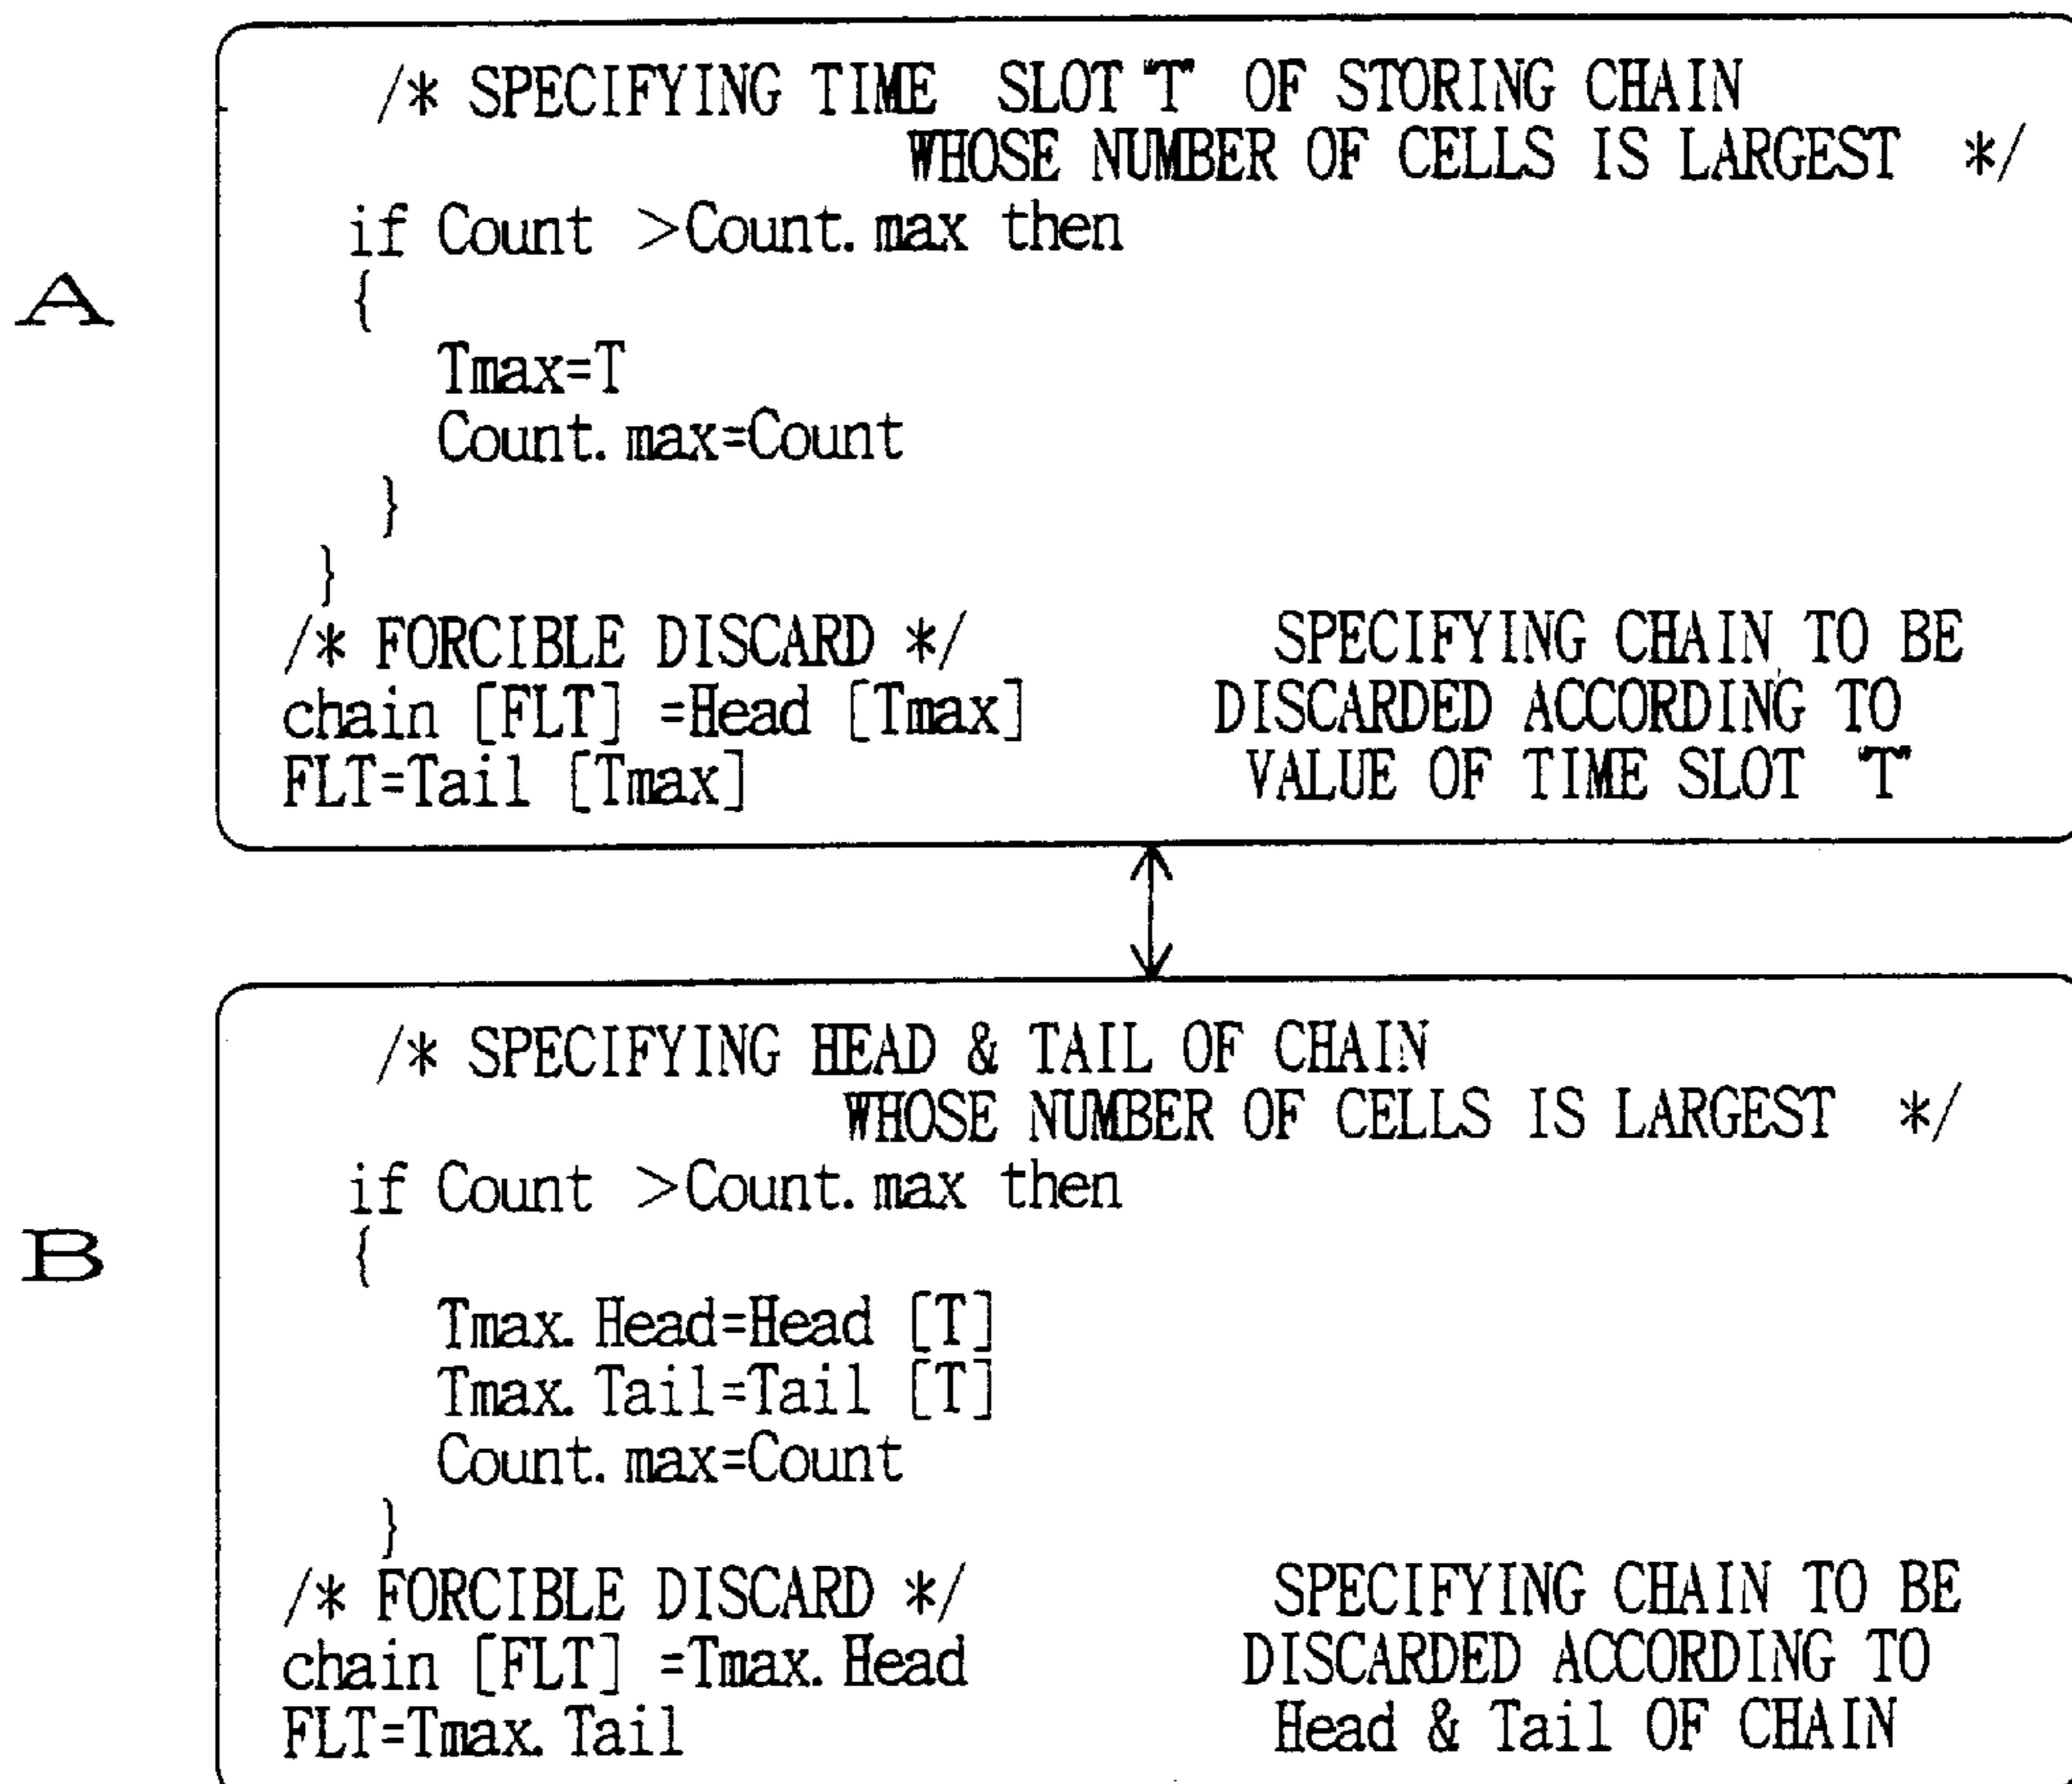 /* SPECIFYING TIME SLOT "T" OF STORING CHAIN
WHOSE NUMBER OF CELLS IS LARGEST */
if Count >Count.max then
{
Tmax=T
Count.max=Count
}
}
/* FORCIBLE DISCARD */
chain [FLT] =Head [Tmax]
FLT=Tail [Tmax]
SPECIFYING CHAIN TO BE
DISCARDED ACCORDING TO
VALUE OF TIME SLOT "T"
A
/* SPECIFYING HEAD & TAIL OF CHAIN
WHOSE NUMBER OF CELLS IS LARGEST */
if Count >Count.max then
{
Tmax.Head=Head [T]
Tmax.Tail=Tail [T]
Count.max=Count
}
/* FORCIBLE DISCARD */
chain [FLT] =Tmax.Head
FLT=Tmax.Tail
SPECIFYING CHAIN TO BE
DISCARDED ACCORDING TO
Head & Tail OF CHAIN
B